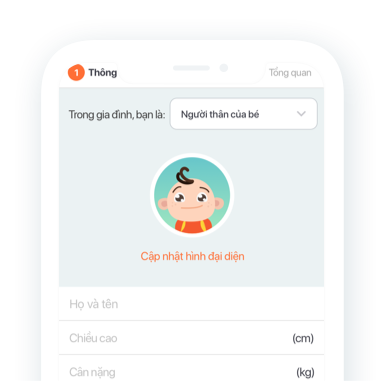 1 Thông
Tổng quan
Trong gia đình, bạn là: Người thân của bé
Cập nhật hình đại diện
Họ và tên
Chiều cao (cm)
Cân nặng (kg)